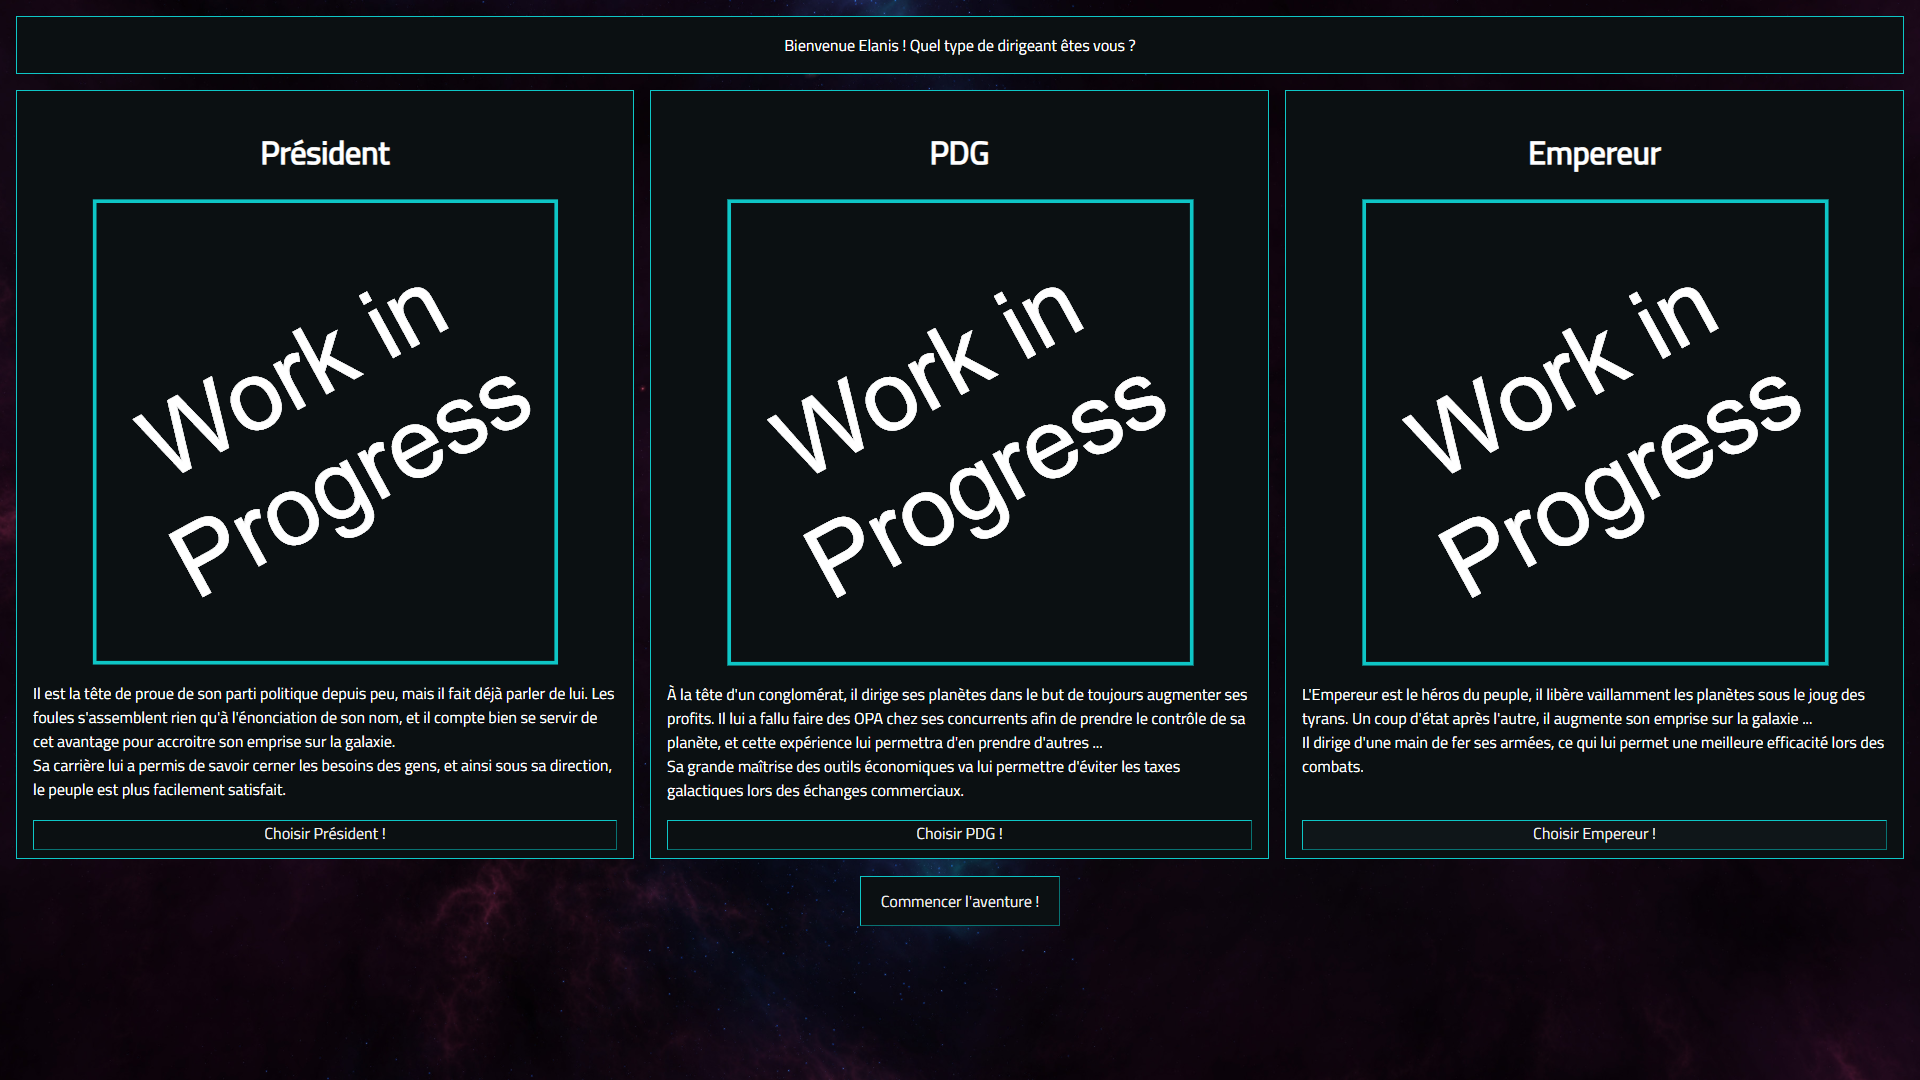 Bienvenue Elanis ! Quel type de dirigeant êtes vous ?
Président
Work in
Progress
Il est la tête de proue de son parti politique depuis peu, mais il fait déjà parler de lui. Les
foules s'assemblent rien qu'à l'énonciation de son nom, et il compte bien se servir de
cet avantage pour accroitre son emprise sur la galaxie.
Sa carrière lui a permis de savoir cerner les besoins des gens, et ainsi sous sa direction,
le peuple est plus facilement satisfait.
Choisir Président !
PDG
Work in
Progress
À la tête d'un conglomérat, il dirige ses planètes dans le but de toujours augmenter ses
profits. Il lui a fallu faire des OPA chez ses concurrents afin de prendre le contrôle de sa
planète, et cette expérience lui permettra d'en prendre d'autres ...
Sa grande maîtrise des outils économiques va lui permettre d'éviter les taxes
galactiques lors des échanges commerciaux.
Choisir PDG !
Empereur
Work in
Progress
L'Empereur est le héros du peuple, il libère vaillamment les planètes sous le joug des
tyrans. Un coup d'état après l'autre, il augmente son emprise sur la galaxie ...
Il dirige d'une main de fer ses armées, ce qui lui permet une meilleure efficacité lors des
combats.
Choisir Empereur !
Commencer l'aventure !